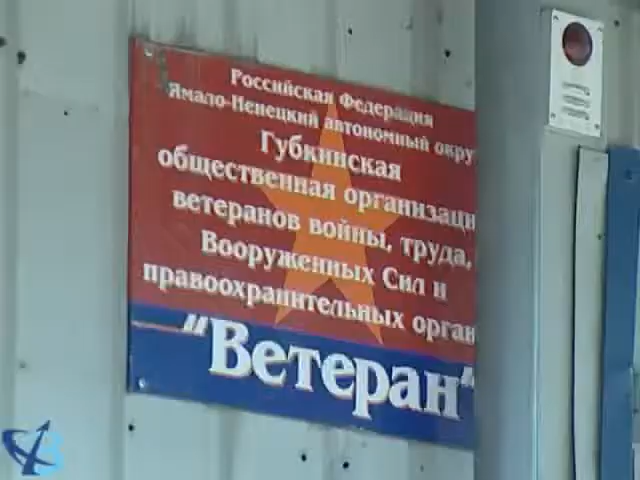 Российская Федерация
Ямало-Ненецкий автономный окру
Губкинская
общественная организаци
ветеранов войны, труда,
Вооруженных Сил и
правоохранительных орган
"Ветеран"